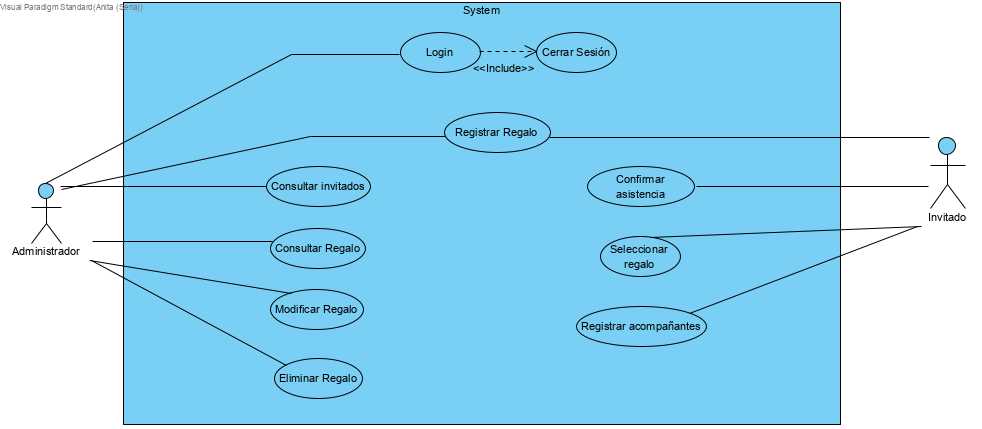 Visual Paradigm Standard(Anita (Sena))
System
Login
Cerrar Sesión
<<Include>>
Registrar Regalo
Consultar invitados
Confirmar
asistencia
Invitado
Administrador
Consultar Regalo
Seleccionar
regalo
Modificar Regalo
Registrar acompañantes
Eliminar Regalo